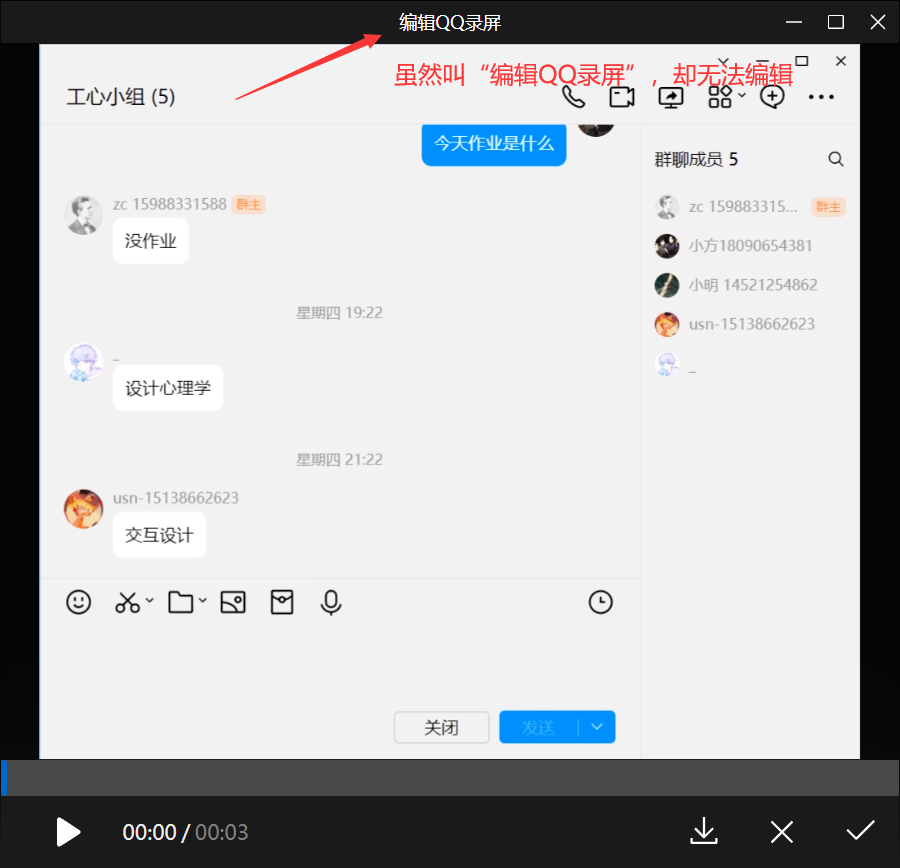 编辑QQ录屏
虽然叫“编辑QQ录屏”，却无法编辑
工心小组 (5)
今天作业是什么
zc 15988331588 群主
没作业
星期四 19:22
_
设计心理学
星期四 21:22
usn-15138662623
交互设计
关闭
发送
群聊成员 5
zc 159883315... 群主
小方18090654381
小明 14521254862
usn-15138662623
_
00:00 / 00:03